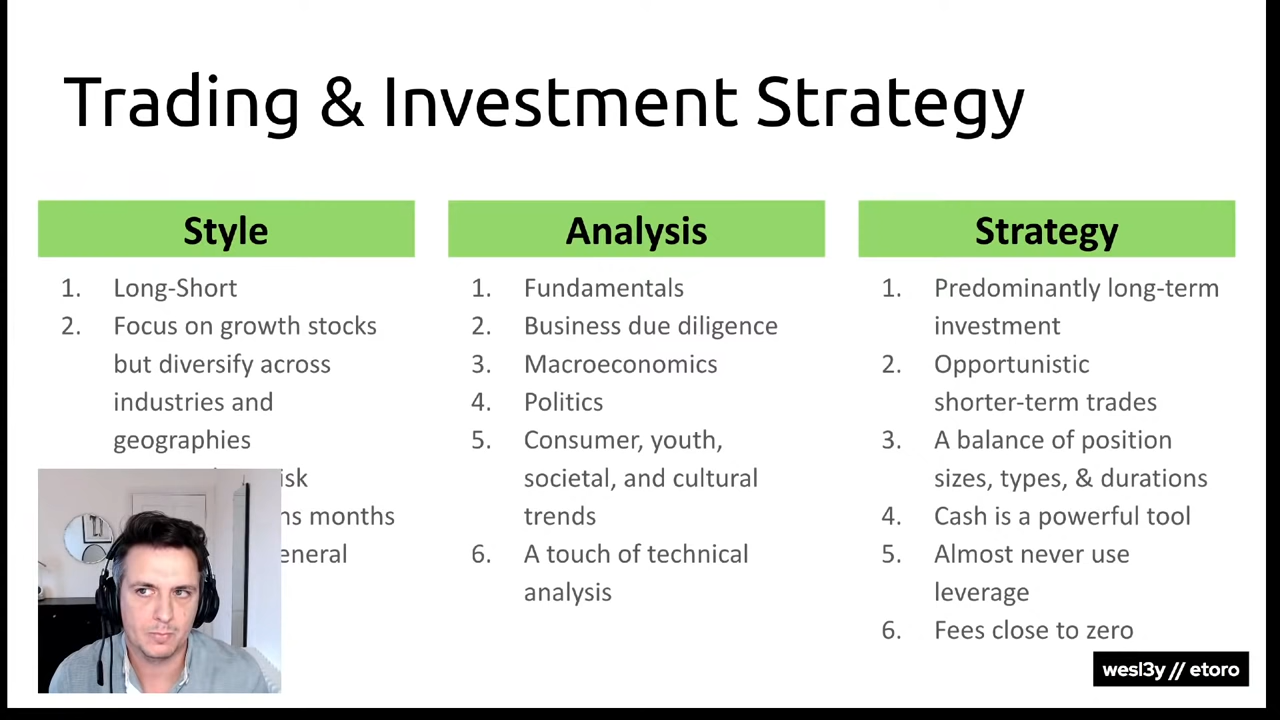 Trading & Investment Strategy
Style
1. Long-Short
2. Focus on growth stocks
but diversify across
industries and
geographies
months
Analysis
1. Fundamentals
2. Business due diligence
3. Macroeconomics
4. Politics
5. Consumer, youth,
societal, and cultural
trends
6. A touch of technical
analysis
Strategy
1. Predominantly long-term
investment
2. Opportunistic
shorter-term trades
3. A balance of position
sizes, types, & durations
4. Cash is a powerful tool
5. Almost never use
leverage
6. Fees close to zero
wesl3y // etoro